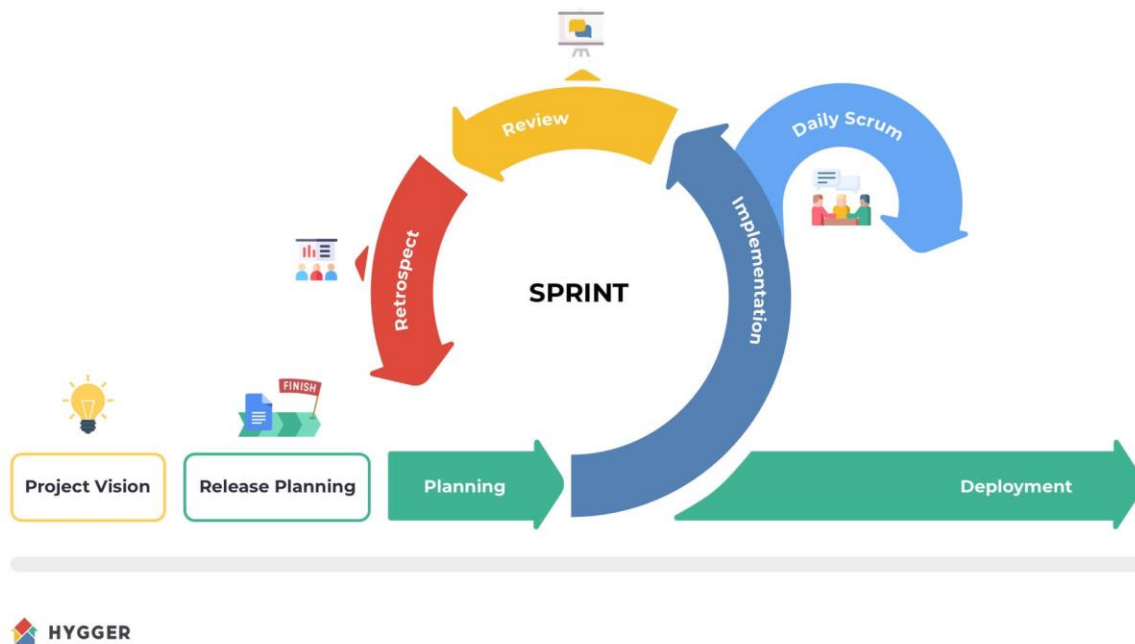 Review
Daily Scrum
Retrospect
Implementation
SPRINT
FINISH
Project Vision
Release Planning
Planning
Deployment
HYGGER